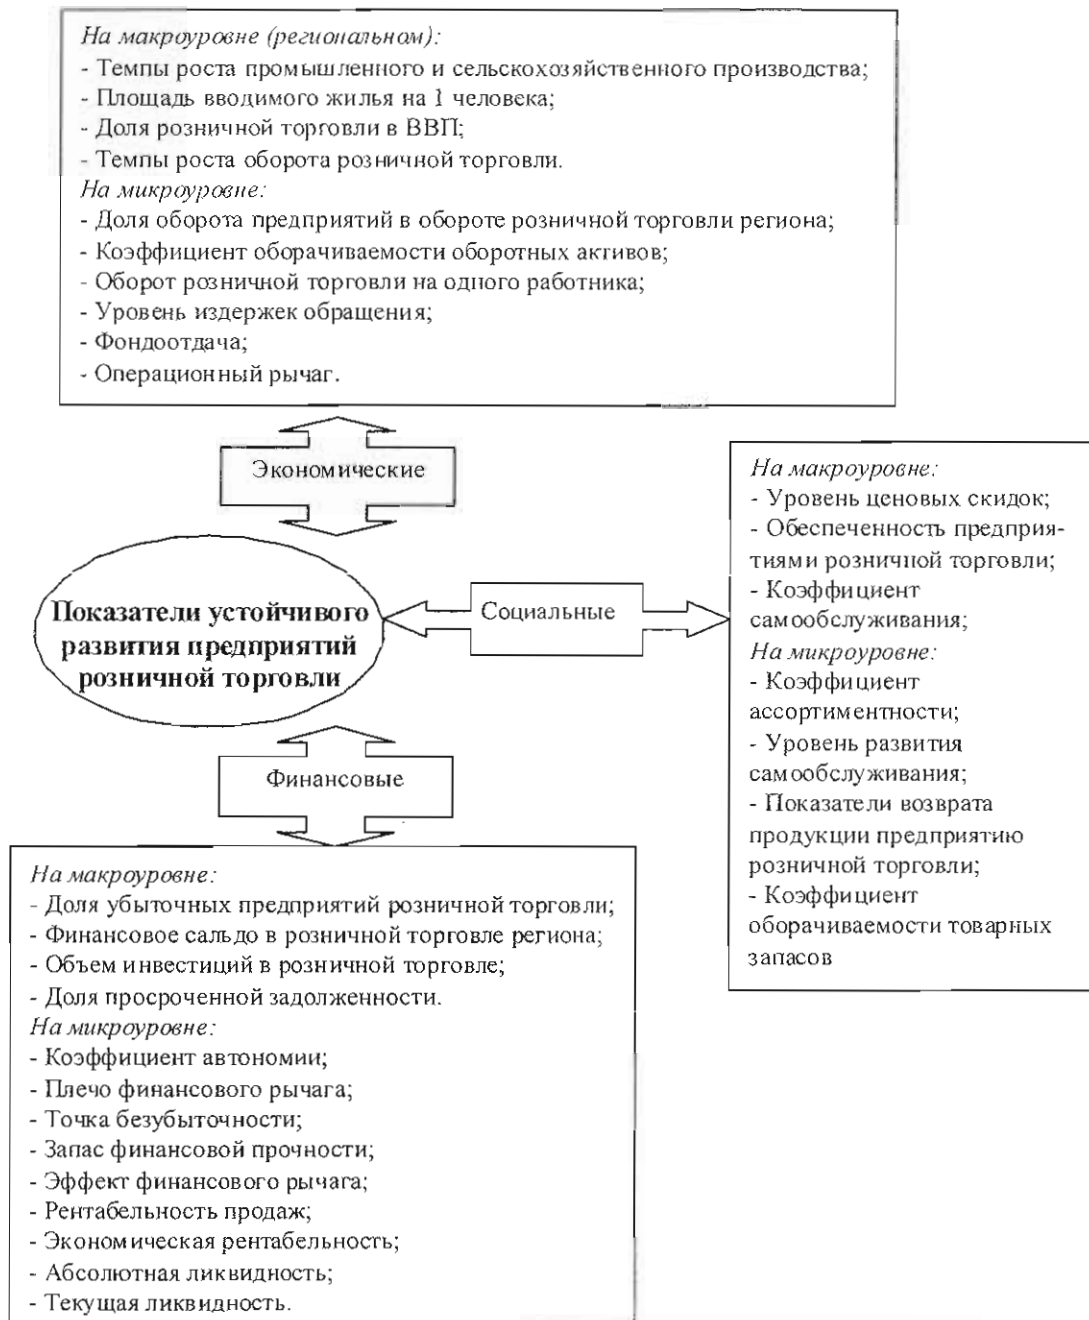 На макроуровне (региональном):
- Темпы роста промышленного и сельскохозяйственного производства;
- Площадь вводимого жилья на 1 человека;
- Доля розничной торговли в ВВП;
- Темпы роста оборота розничной торговли.
На микроуровне:
- Доля оборота предприятий в обороте розничной торговли региона;
- Коэффициент оборачиваемости оборотных активов;
- Оборот розничной торговли на одного работника;
- Уровень издержек обращения;
- Фондоотдача;
- Операционный рычаг.
Экономические
Показатели устойчивого
развития предприятий
розничной торговли
Социальные
На макроуровне:
- Уровень ценовых скидок;
- Обеспеченность предприя-
тиями розничной торговли;
- Коэффициент
самообслуживания;
На микроуровне:
- Коэффициент
ассортиментности;
- Уровень развития
самообслуживания;
- Показатели возврата
продукции предприятию
розничной торговли;
- Коэффициент
оборачиваемости товарных
запасов
Финансовые
На макроуровне:
- Доля убыточных предприятий розничной торговли;
- Финансовое сальдо в розничной торговле региона;
- Объем инвестиций в розничной торговле;
- Доля просроченной задолженности.
На микроуровне:
- Коэффициент автономии;
- Плечо финансового рычага;
- Точка безубыточности;
- Запас финансовой прочности;
- Эффект финансового рычага;
- Рентабельность продаж;
- Экономическая рентабельность;
- Абсолютная ликвидность;
- Текущая ликвидность.